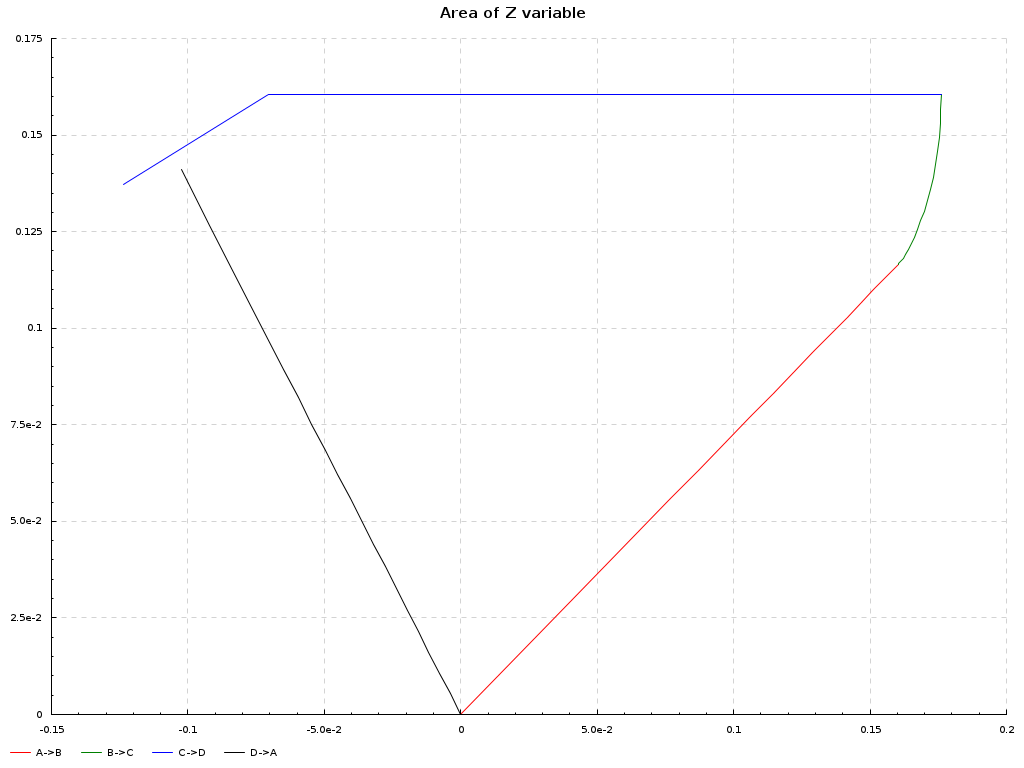 Area of Z variable
0.175
0.15
0.125
0.1
7.5e-2
5.0e-2
2.5e-2
0
-0.15 -0.1 -5.0e-2 0 5.0e-2 0.1 0.15 0.2
A->B B->C C->D D->A